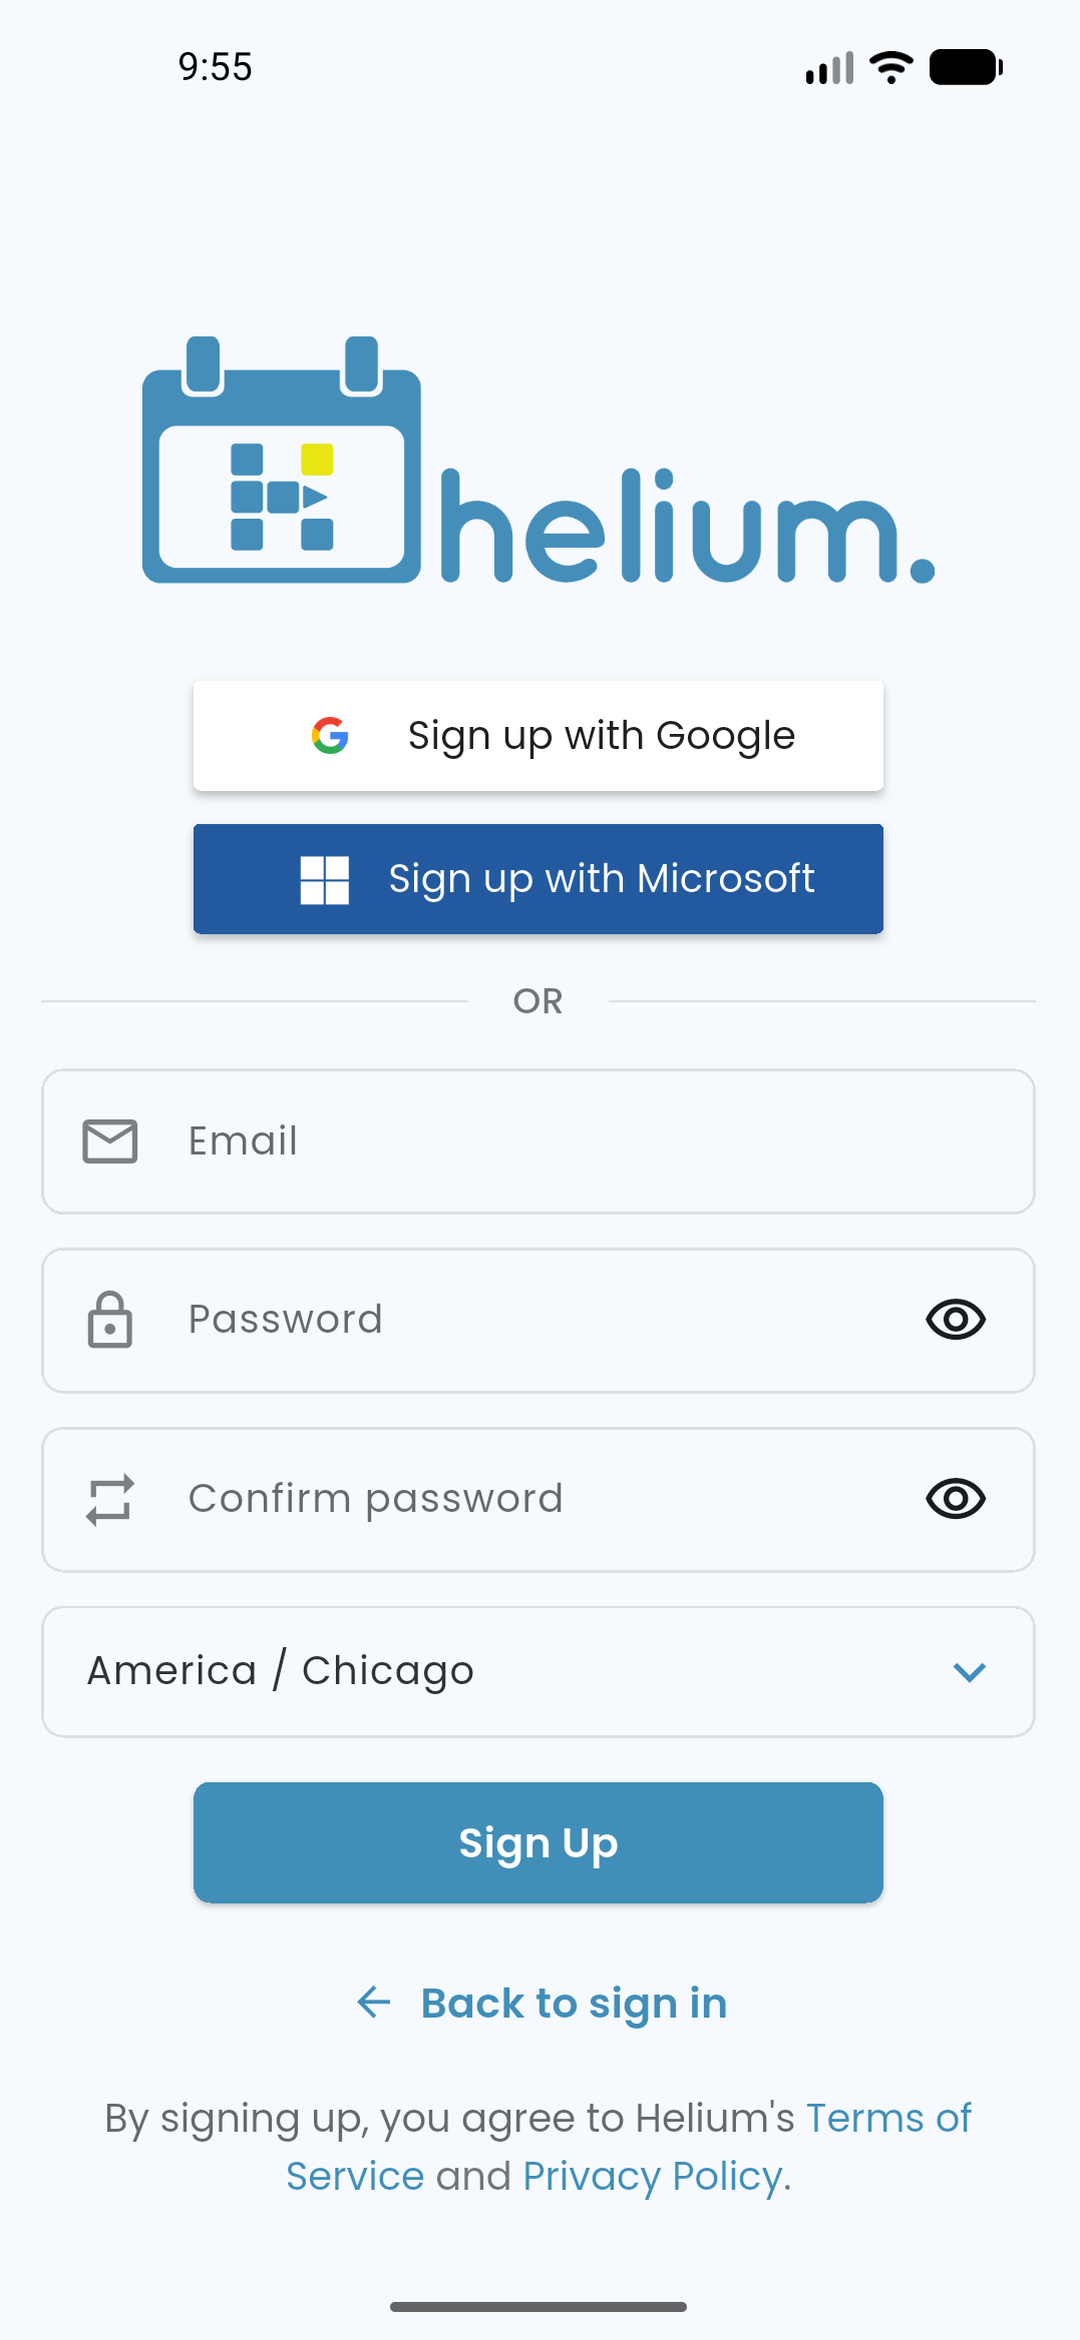 9:55
helium.
Sign up with Google
Sign up with Microsoft
OR
Email
Password
Confirm password
America / Chicago
Sign Up
Back to sign in
By signing up, you agree to Helium's Terms of
Service and Privacy Policy.